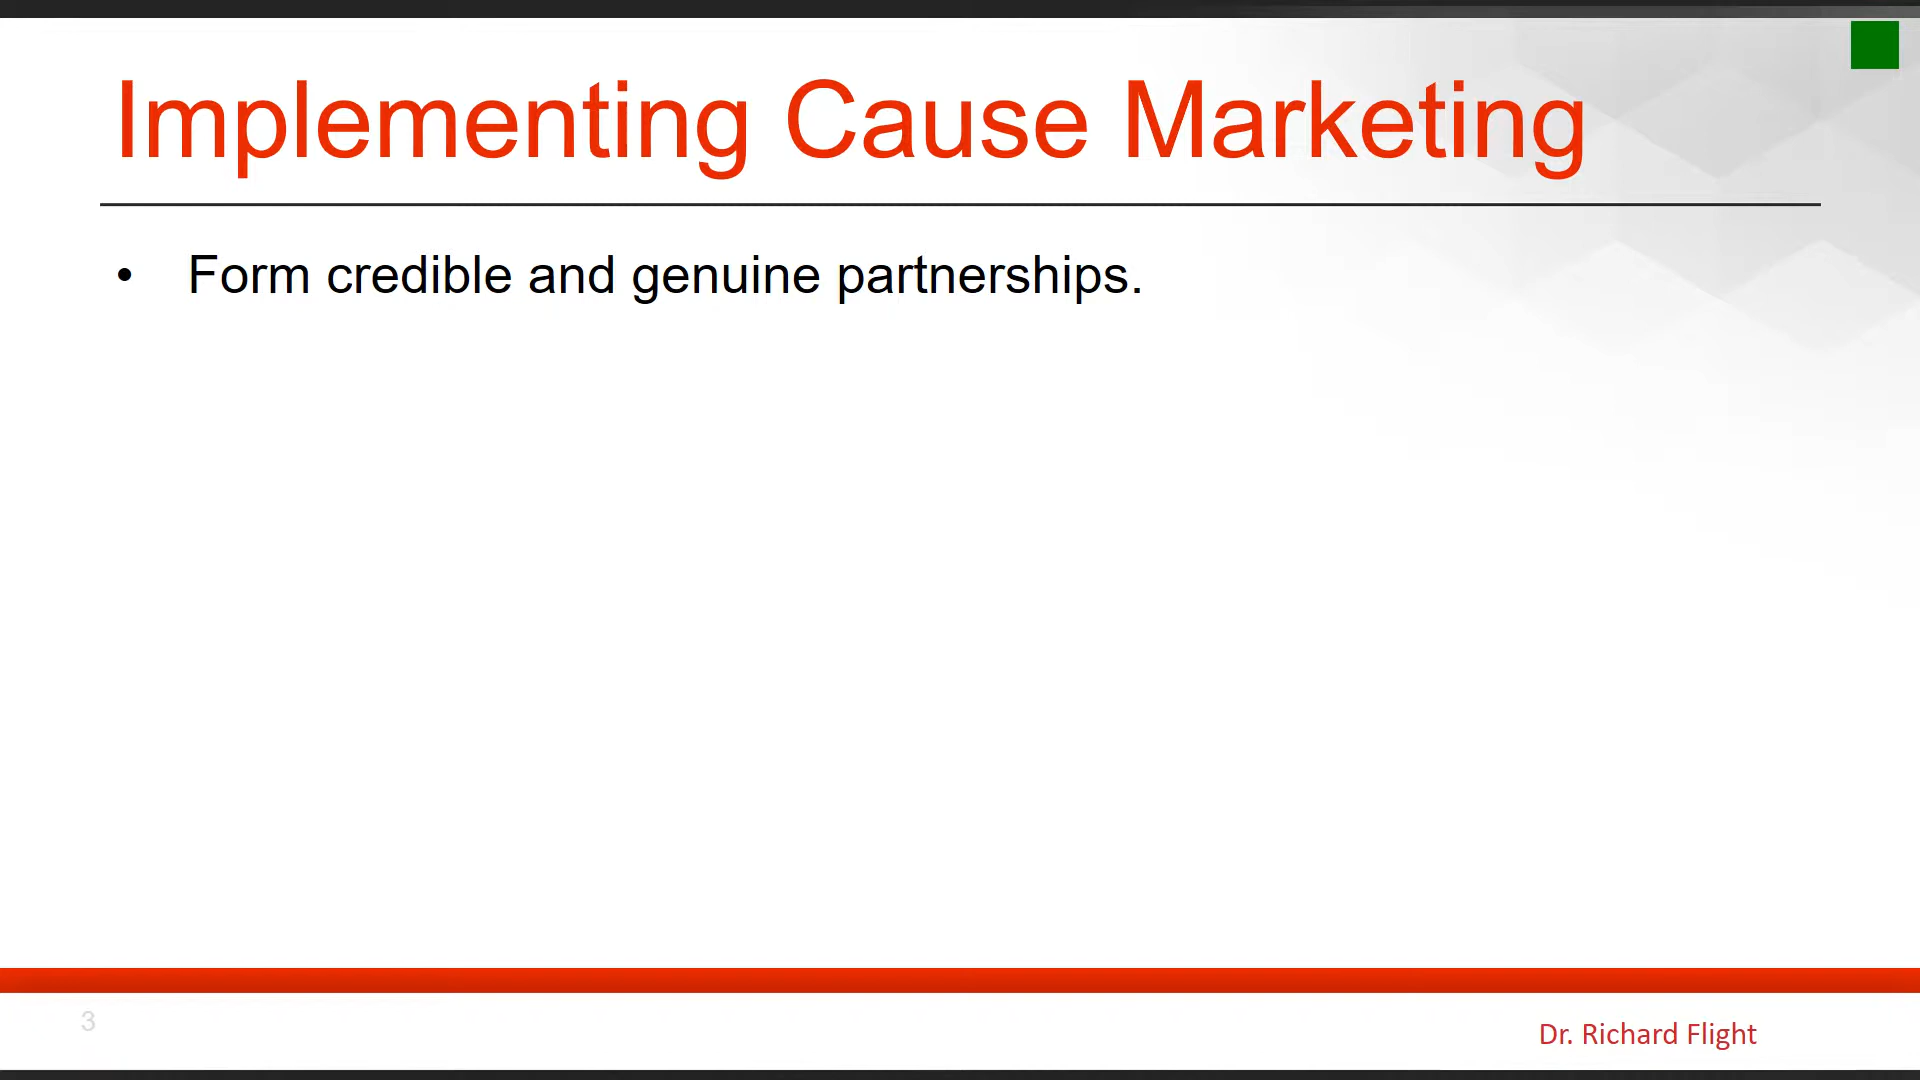 Implementing Cause Marketing
• Form credible and genuine partnerships.
3
Dr. Richard Flight